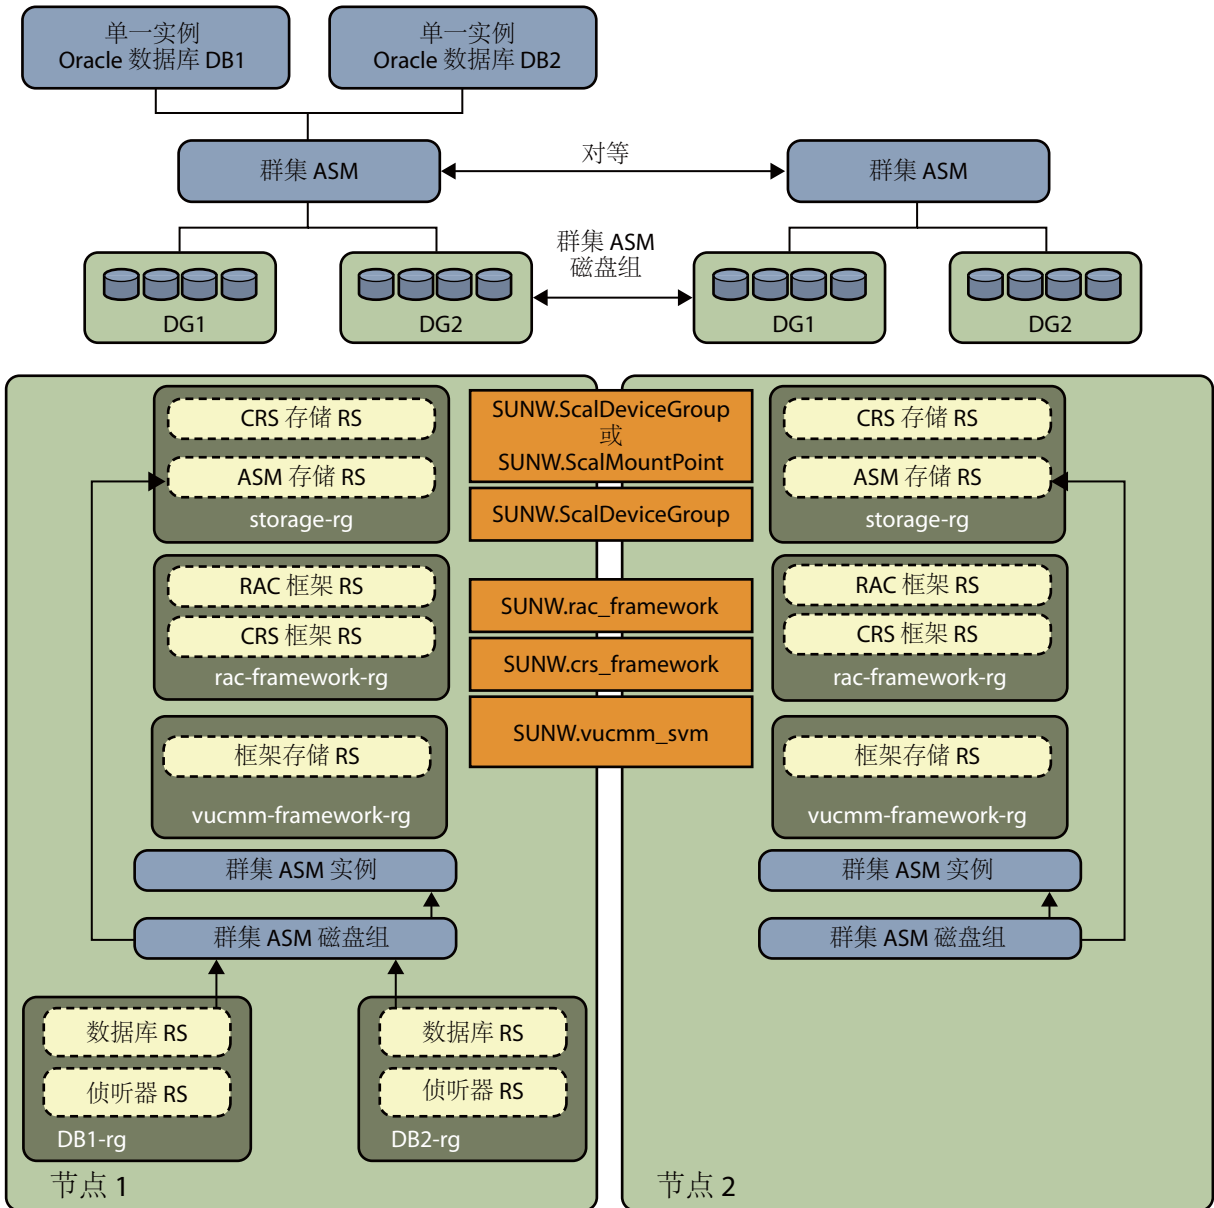 单一实例
Oracle 数据库 DB1
单一实例
Oracle 数据库 DB2
群集 ASM
对等
群集 ASM
群集 ASM
磁盘组
DG1
DG2
DG1
DG2
CRS 存储 RS
ASM 存储 RS
storage-rg
SUNW.ScalDeviceGroup
或
SUNW.ScalMountPoint
SUNW.ScalDeviceGroup
CRS 存储 RS
ASM 存储 RS
storage-rg
RAC 框架 RS
CRS 框架 RS
rac-framework-rg
SUNW.rac_framework
SUNW.crs_framework
RAC 框架 RS
CRS 框架 RS
rac-framework-rg
框架存储 RS
vucmm-framework-rg
SUNW.vucmm_svm
框架存储 RS
vucmm-framework-rg
群集 ASM 实例
群集 ASM 磁盘组
群集 ASM 实例
群集 ASM 磁盘组
数据库 RS
侦听器 RS
DB1-rg
数据库 RS
侦听器 RS
DB2-rg
节点 1
节点 2